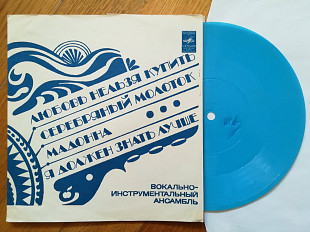 ЛЮБОВЬ НЕЛЬЗЯ КУПИТЬ
СЕРЕБРЯНЫЙ МОЛОТОК
МАДОННА
Я ДОЛЖЕН ЗНАТЬ ЛУЧШЕ
ВОКАЛЬНО-
ИНСТРУМЕНТАЛЬНЫЙ
АНСАМБЛЬ